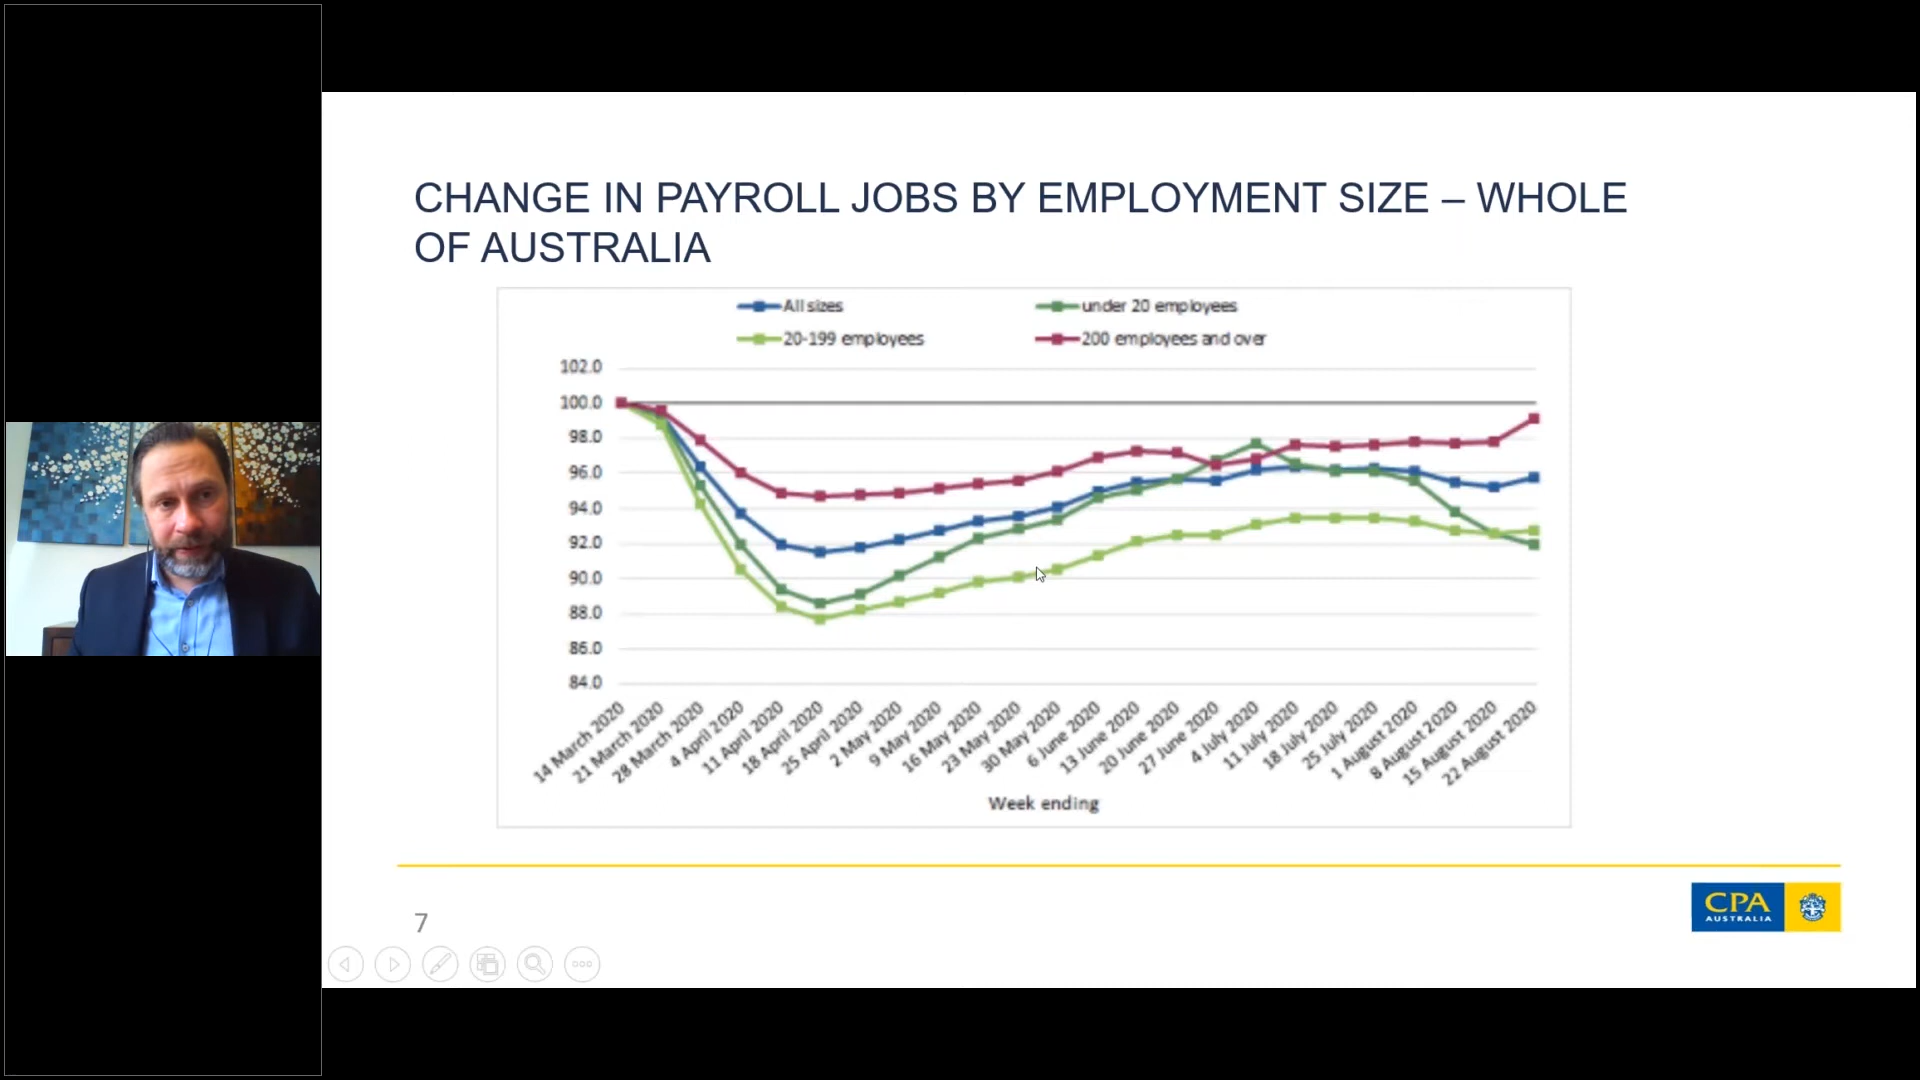 CHANGE IN PAYROLL JOBS BY EMPLOYMENT SIZE – WHOLE
OF AUSTRALIA
All sizes
under 20 employees
20-199 employees
200 employees and over
102.0
100.0
98.0
96.0
94.0
92.0
90.0
88.0
86.0
84.0
14 March 2020
21 March 2020
28 March 2020
4 April 2020
11 April 2020
18 April 2020
25 April 2020
2 May 2020
9 May 2020
16 May 2020
23 May 2020
30 May 2020
6 June 2020
13 June 2020
20 June 2020
27 June 2020
4 July 2020
11 July 2020
18 July 2020
25 July 2020
1 August 2020
8 August 2020
15 August 2020
22 August 2020
Week ending
7
CPA
AUSTRALIA